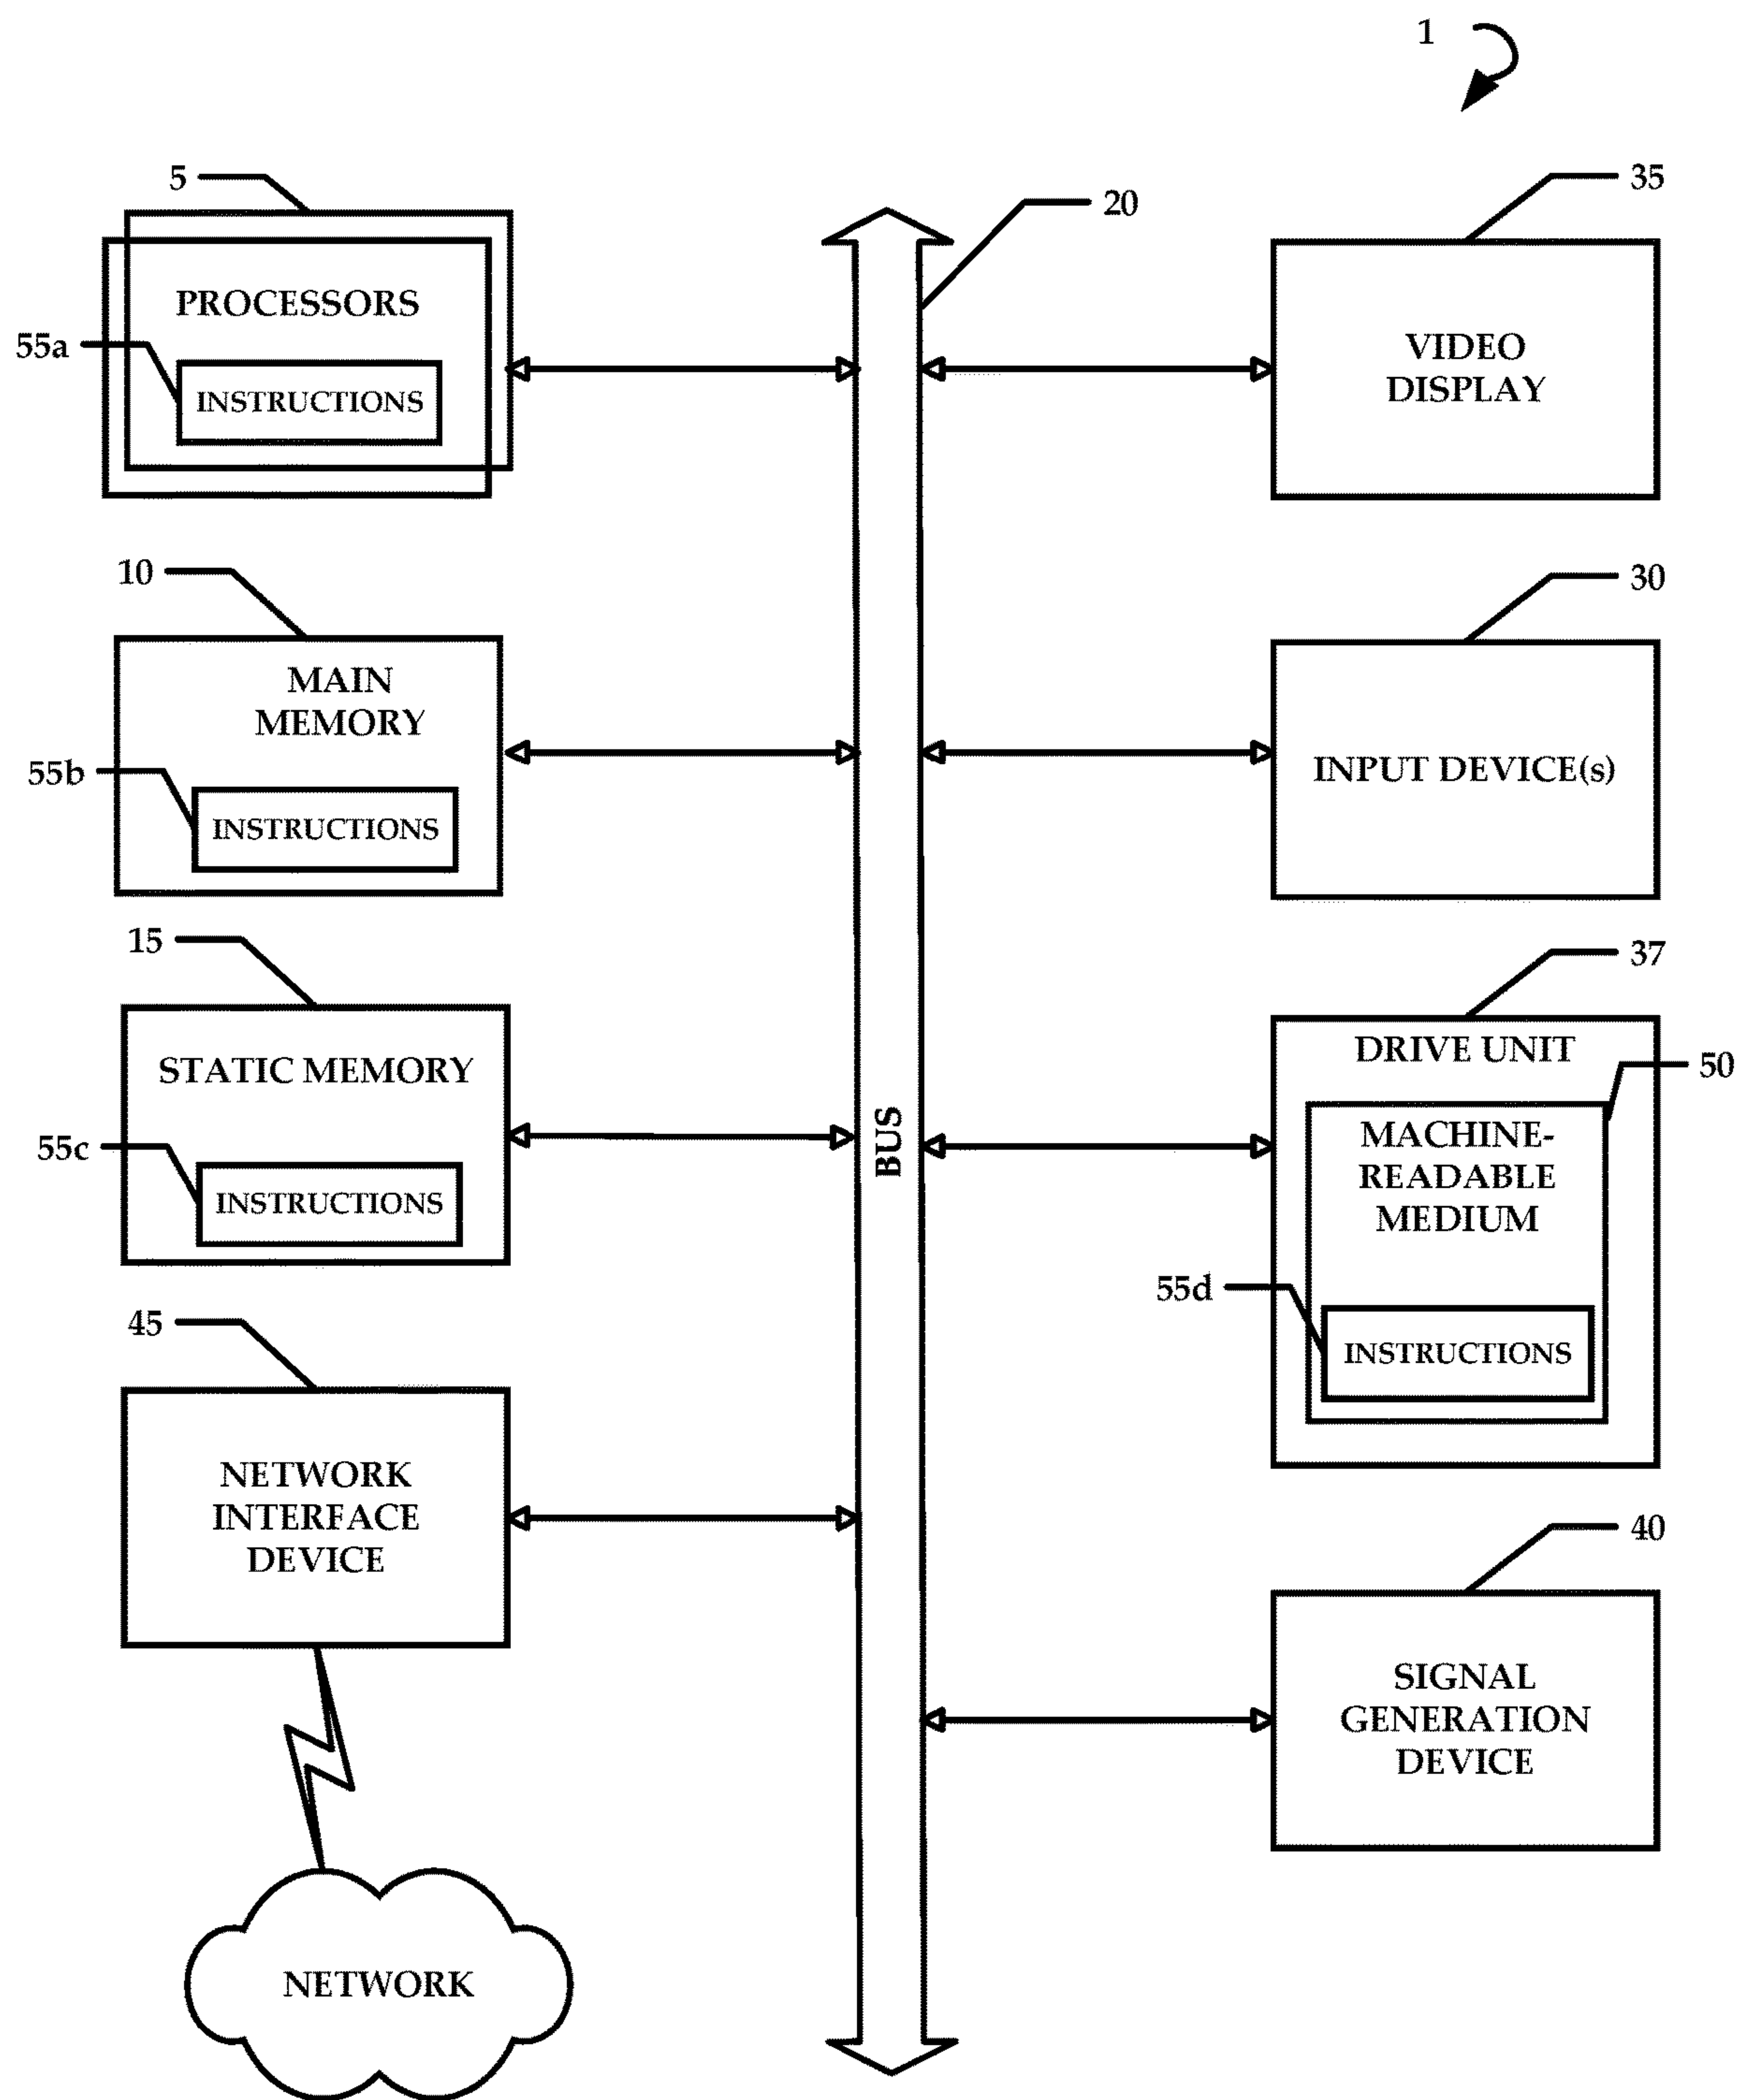 1
5
PROCESSORS
55a
INSTRUCTIONS
10
MAIN
MEMORY
55b
INSTRUCTIONS
15
STATIC MEMORY
55c
INSTRUCTIONS
45
NETWORK
INTERFACE
DEVICE
NETWORK
20
BUS
35
VIDEO
DISPLAY
30
INPUT DEVICE(s)
37
DRIVE UNIT
50
MACHINE-
READABLE
MEDIUM
55d
INSTRUCTIONS
40
SIGNAL
GENERATION
DEVICE